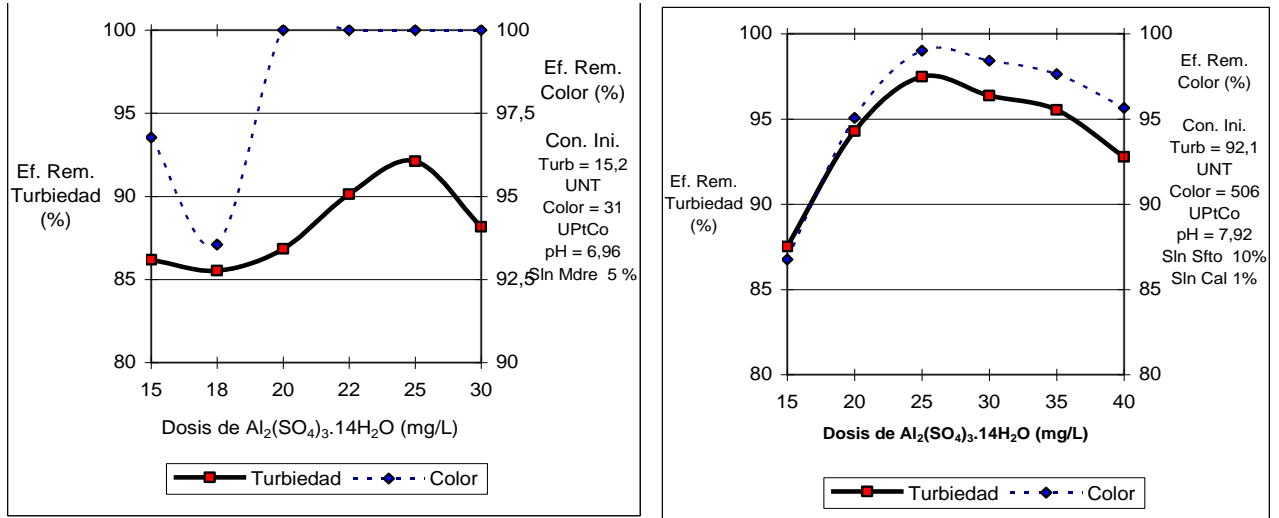 100
95
90
85
80
Ef. Rem.
Turbiedad
(%)
100
97,5
95
92,5
90
Ef. Rem.
Color (%)
Con. Ini.
Turb = 15,2
UNT
Color = 31
UPtCo
pH = 6,96
Sln Mdre 5 %
15 18 20 22 25 30
Dosis de Al₂(SO₄)₃.14H₂O (mg/L)
Turbiedad Color
100
95
90
85
80
Ef. Rem.
Turbiedad
(%)
100
95
90
85
80
Ef. Rem.
Color (%)
Con. Ini.
Turb = 92,1
UNT
Color = 506
UPtCo
pH = 7,92
Sln Sfto 10%
Sln Cal 1%
15 20 25 30 35 40
Dosis de Al₂(SO₄)₃.14H₂O (mg/L)
Turbiedad Color